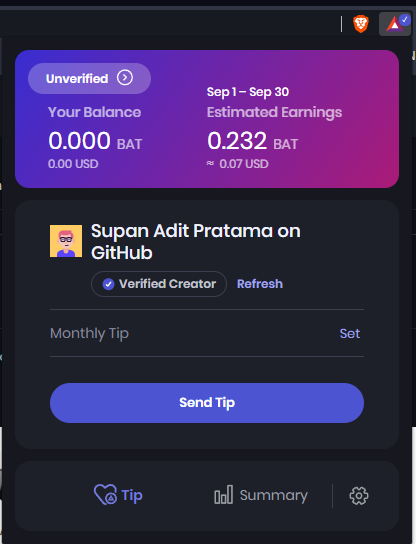 Unverified
Sep 1 – Sep 30
Your Balance
Estimated Earnings
0.000 BAT
0.232 BAT
0.00 USD
≈ 0.07 USD
Supan Adit Pratama on
GitHub
Verified Creator
Refresh
Monthly Tip
Set
Send Tip
Tip
Summary